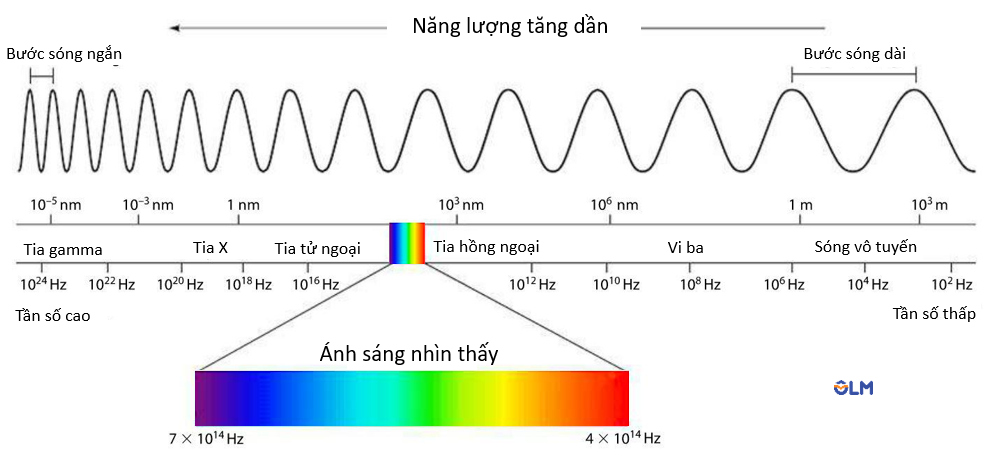 Năng lượng tăng dần
Bước sóng ngắn
Bước sóng dài
10⁻⁵ nm 10⁻³ nm 1 nm 10³ nm 10⁶ nm 1 m 10³ m
Tia gamma Tia X Tia tử ngoại Tia hồng ngoại Vi ba Sóng vô tuyến
10²⁴ Hz 10²² Hz 10²⁰ Hz 10¹⁸ Hz 10¹⁶ Hz 10¹² Hz 10¹⁰ Hz 10⁸ Hz 10⁶ Hz 10⁴ Hz 10² Hz
Tần số cao
Tần số thấp
Ánh sáng nhìn thấy
OLM
7 × 10¹⁴ Hz 4 × 10¹⁴ Hz